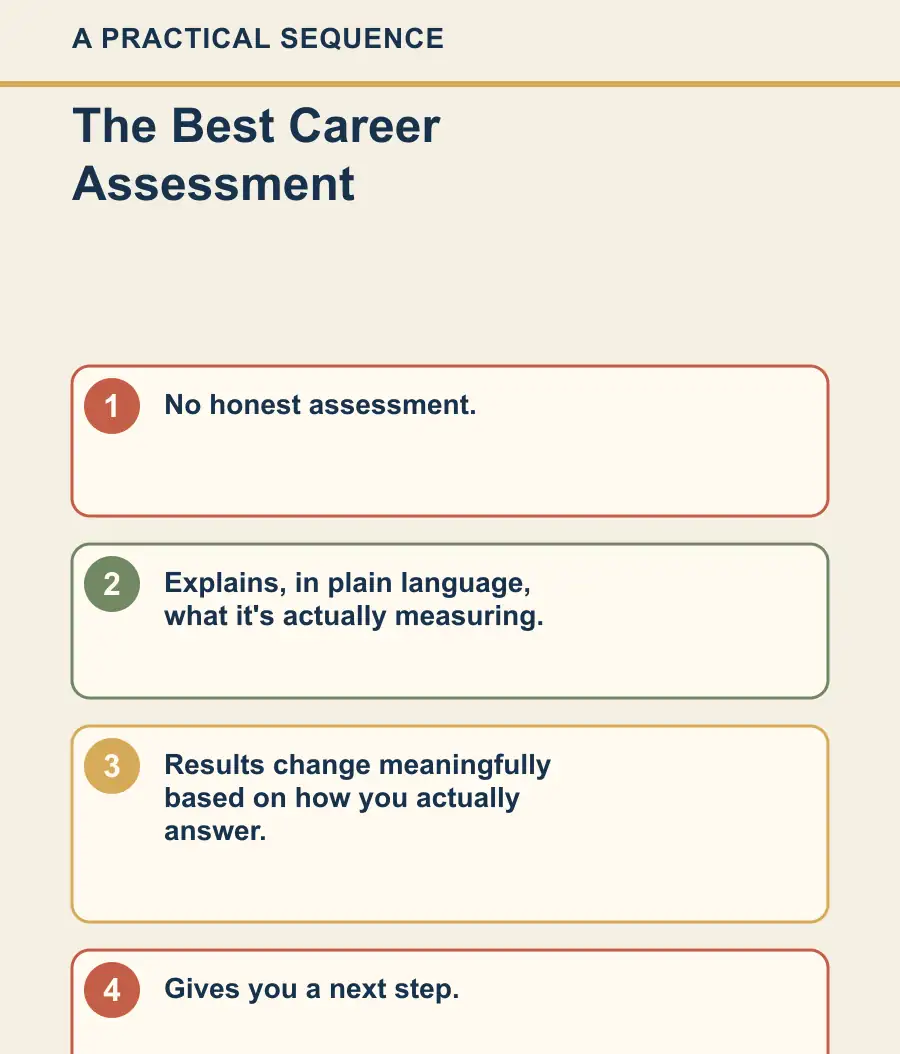 A PRACTICAL SEQUENCE
The Best Career
Assessment
1
No honest assessment.
2
Explains, in plain language,
what it's actually measuring.
3
Results change meaningfully
based on how you actually
answer.
4
Gives you a next step.